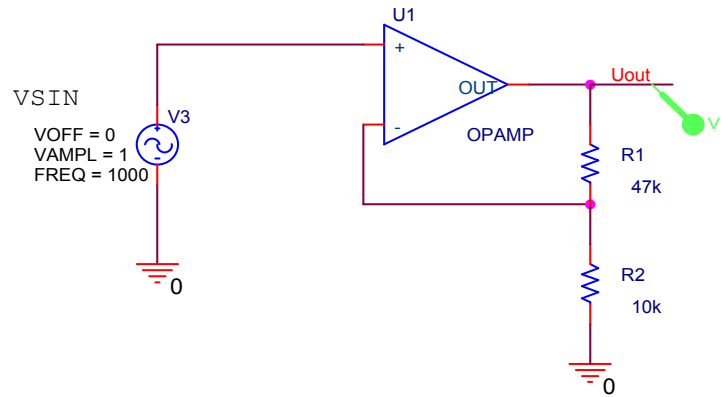 U1
+
OUT
-
OPAMP
Uout
V
VSIN
V3
VOFF = 0
VAMPL = 1
FREQ = 1000
+
-
0
R1
47k
R2
10k
0